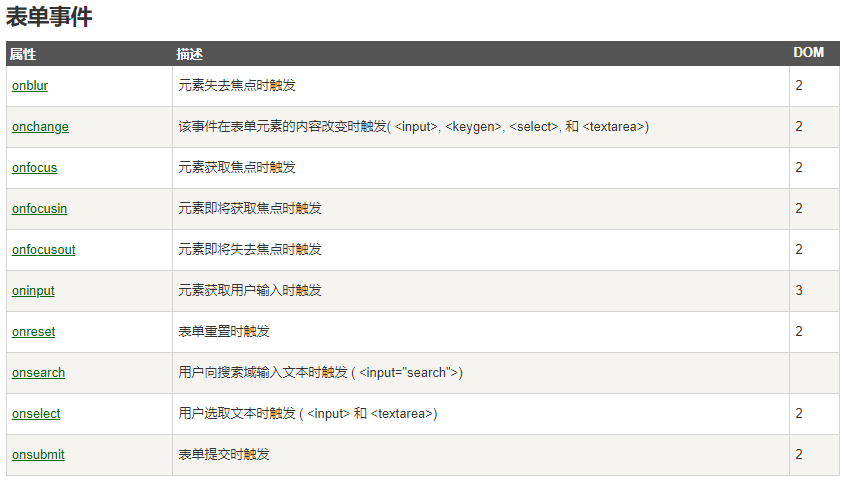 表单事件
属性 描述 DOM
onblur 元素失去焦点时触发 2
onchange 该事件在表单元素的内容改变时触发( <input>, <keygen>, <select>, 和 <textarea>) 2
onfocus 元素获取焦点时触发 2
onfocusin 元素即将获取焦点时触发 2
onfocusout 元素即将失去焦点时触发 2
oninput 元素获取用户输入时触发 3
onreset 表单重置时触发 2
onsearch 用户向搜索域输入文本时触发 ( <input="search">)
onselect 用户选取文本时触发 ( <input> 和 <textarea>) 2
onsubmit 表单提交时触发 2